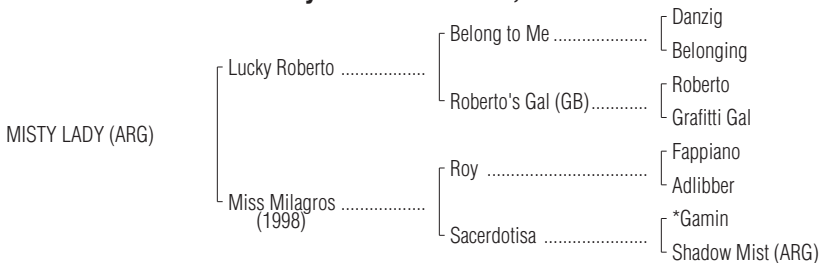 Danzig
Belong to Me ....................
Belonging
Lucky Roberto ..................
Roberto
Roberto's Gal (GB)............
Grafitti Gal
MISTY LADY (ARG)
Fappiano
Roy ..................................
Adlibber
Miss Milagros ..................
(1998)
*Gamin
Sacerdotisa ......................
Shadow Mist (ARG)